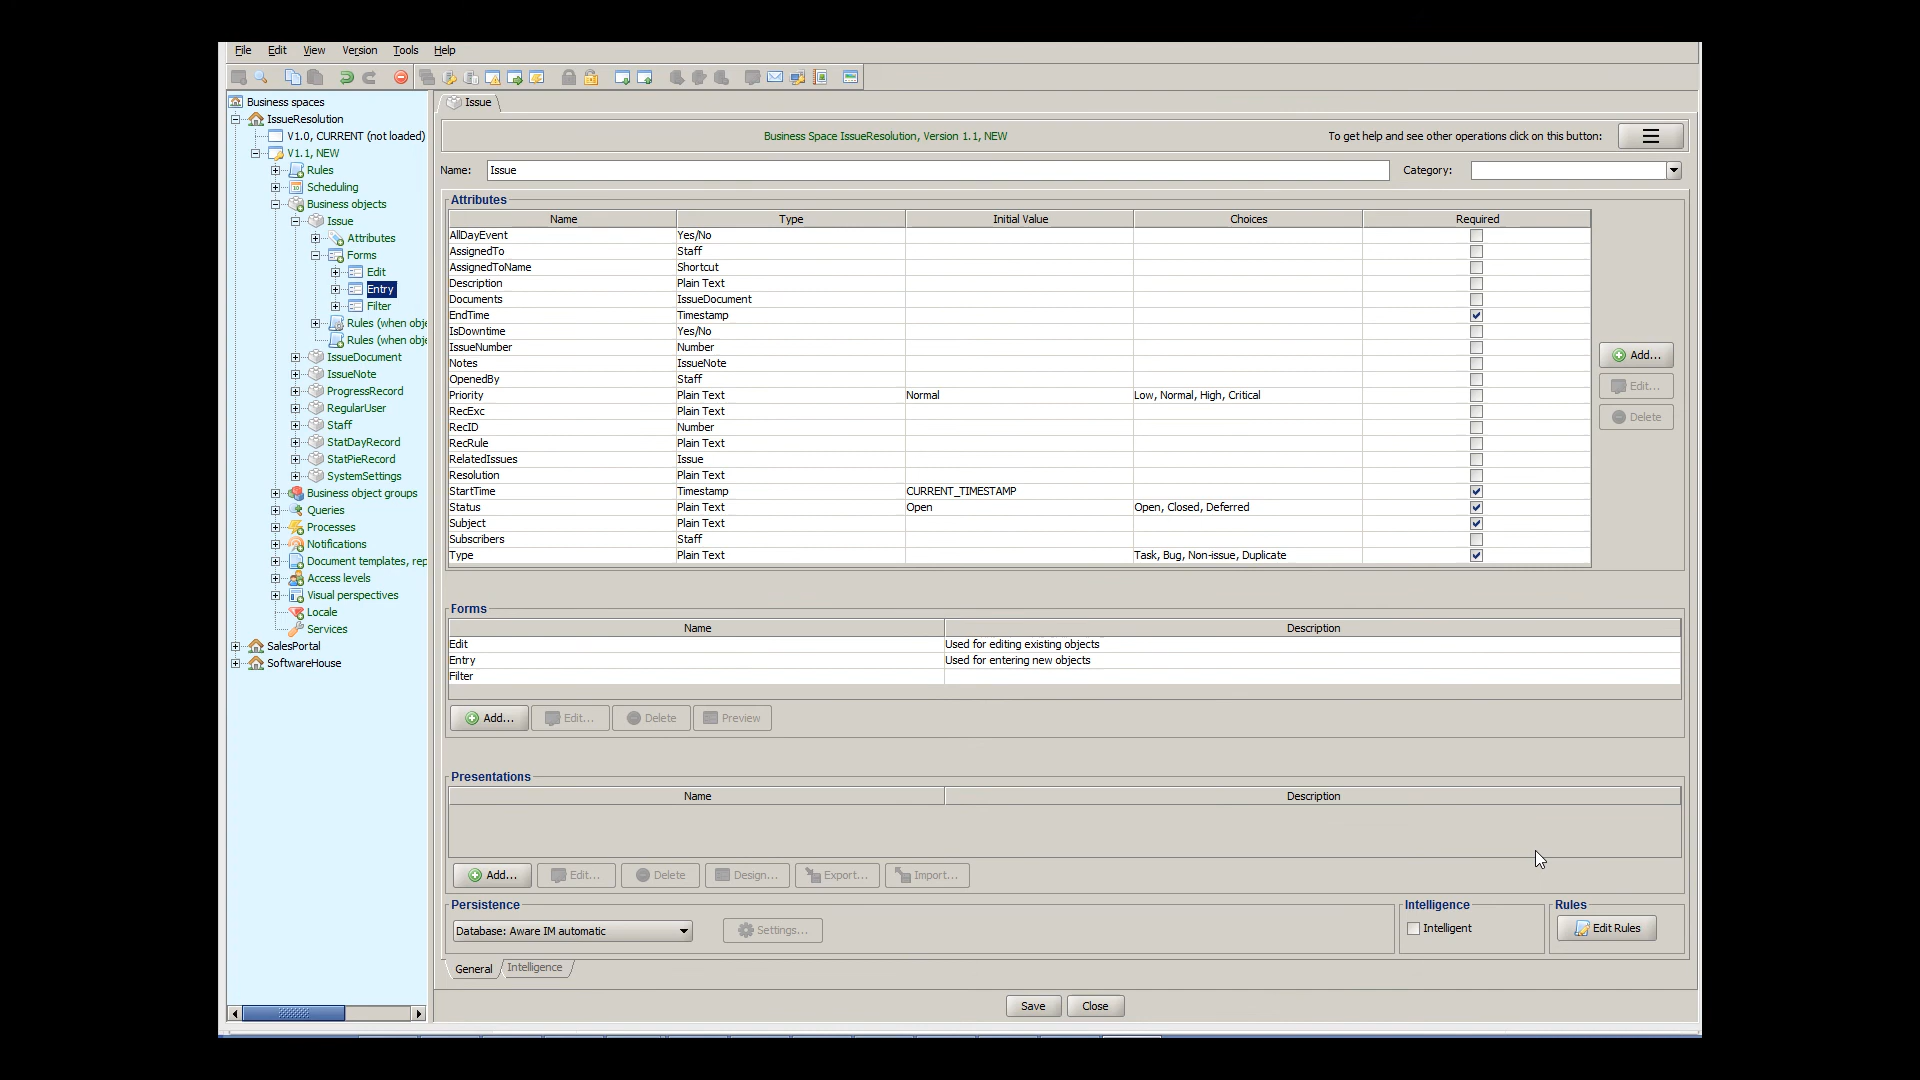 File Edit View Version Tools Help
Business spaces
IssueResolution
V1.0, CURRENT (not loaded)
V1.1, NEW
Rules
Scheduling
Business objects
Issue
Attributes
Forms
Edit
Entry
Filter
Rules (when obje
Rules (when obje
IssueDocument
IssueNote
ProgressRecord
RegularUser
Staff
StatDayRecord
StatPieRecord
SystemSettings
Business object groups
Queries
Processes
Notifications
Document templates, rep
Access levels
Visual perspectives
Locale
Services
SalesPortal
SoftwareHouse
Issue
Business Space IssueResolution, Version 1.1, NEW To get help and see other operations click on this button:
Name: Issue Category:
Attributes
Name Type Initial Value Choices Required
AllDayEvent Yes/No
AssignedTo Staff
AssignedToName Shortcut
Description Plain Text
Documents IssueDocument
EndTime Timestamp
IsDowntime Yes/No
IssueNumber Number
Notes IssueNote
OpenedBy Staff
Priority Plain Text Normal Low, Normal, High, Critical
RecExc Plain Text
RecID Number
RecRule Plain Text
RelatedIssues Issue
Resolution Plain Text
StartTime Timestamp CURRENT_TIMESTAMP
Status Plain Text Open Open, Closed, Deferred
Subject Plain Text
Subscribers Staff
Type Plain Text Task, Bug, Non-issue, Duplicate
Add...
Edit...
Delete
Forms
Name Description
Edit Used for editing existing objects
Entry Used for entering new objects
Filter
Add... Edit... Delete Preview
Presentations
Name Description
Add... Edit... Delete Design... Export... Import...
Persistence Intelligence Rules
Database: Aware IM automatic Settings... Intelligent Edit Rules
General Intelligence
Save Close